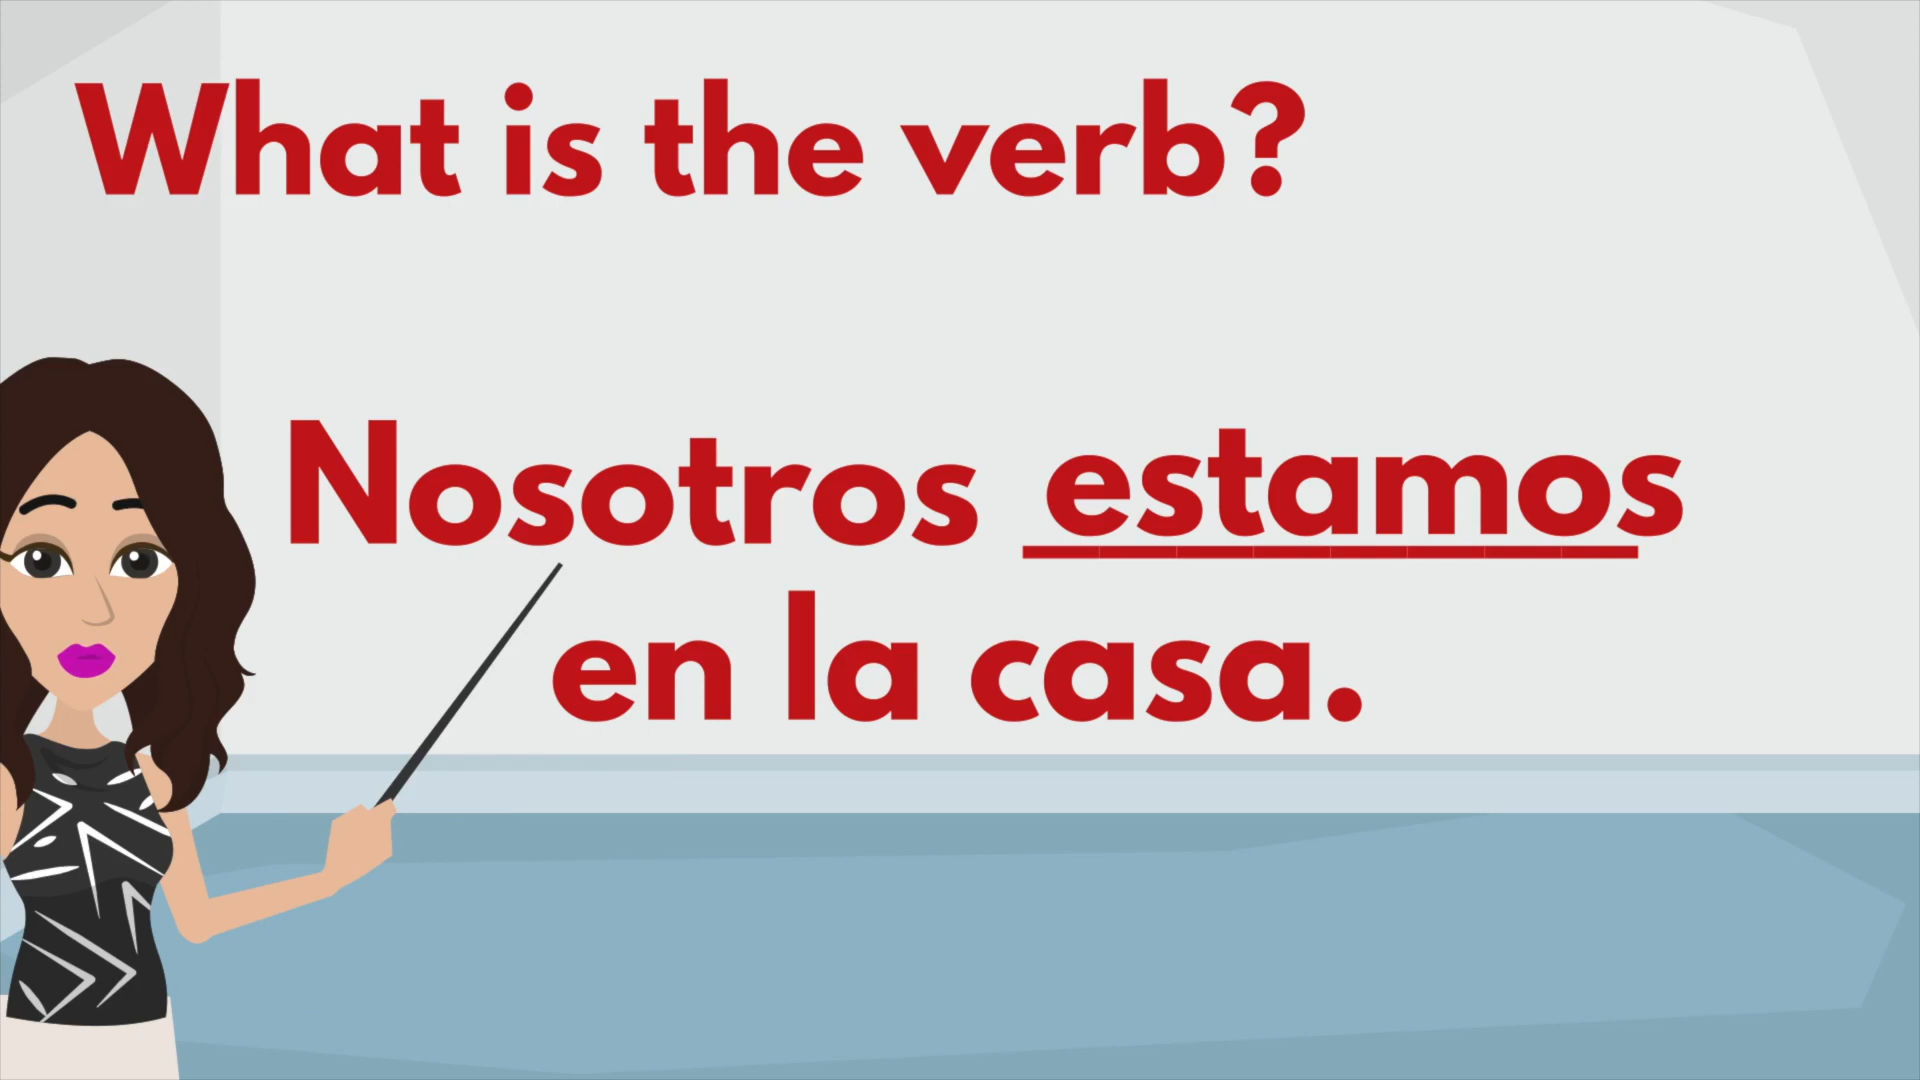 What is the verb?
Nosotros estamos
en la casa.